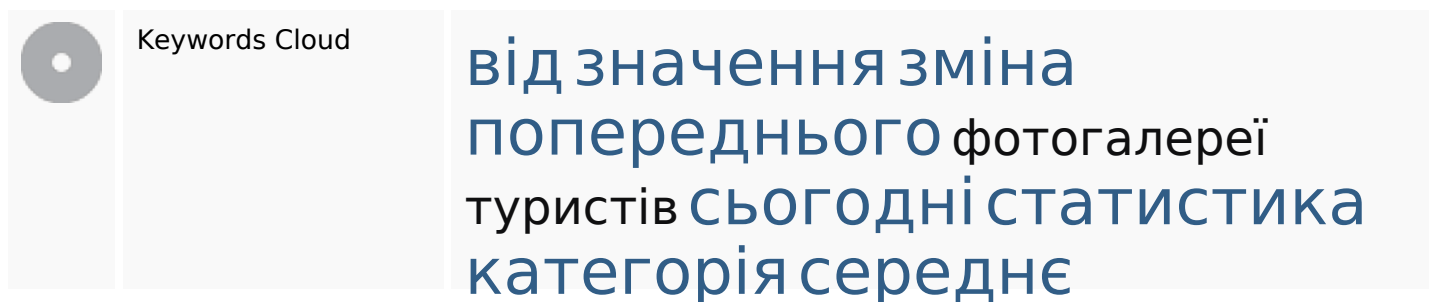 Keywords Cloud
від значення зміна
попереднього фотогалереї
туристів сьогодні статистика
категорія середнє